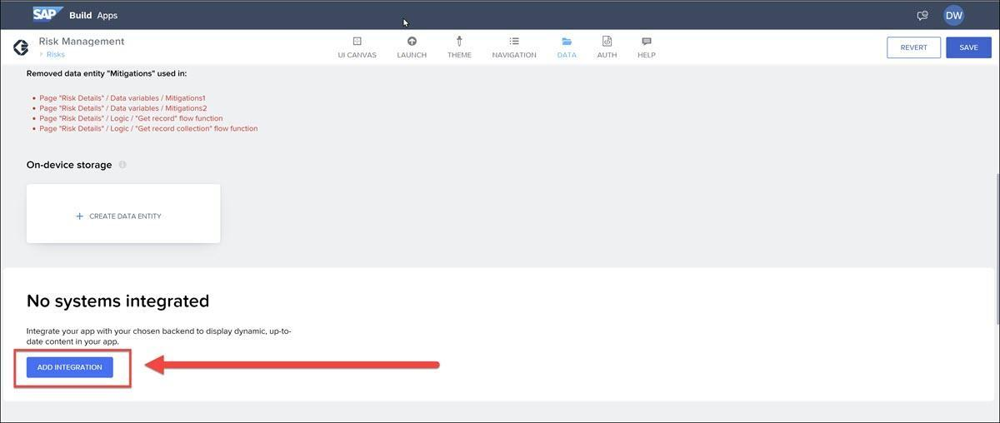 SAP Build Apps
DW
Risk Management
Risks
UI CANVAS
LAUNCH
THEME
NAVIGATION
DATA
AUTH
HELP
REVERT
SAVE
Removed data entity "Mitigations" used in:
Page "Risk Details" / Data variables / Mitigations1
Page "Risk Details" / Data variables / Mitigations2
Page "Risk Details" / Logic / "Get record" flow function
Page "Risk Details" / Logic / "Get record collection" flow function
On-device storage
+ CREATE DATA ENTITY
No systems integrated
Integrate your app with your chosen backend to display dynamic, up-to-
date content in your app.
ADD INTEGRATION